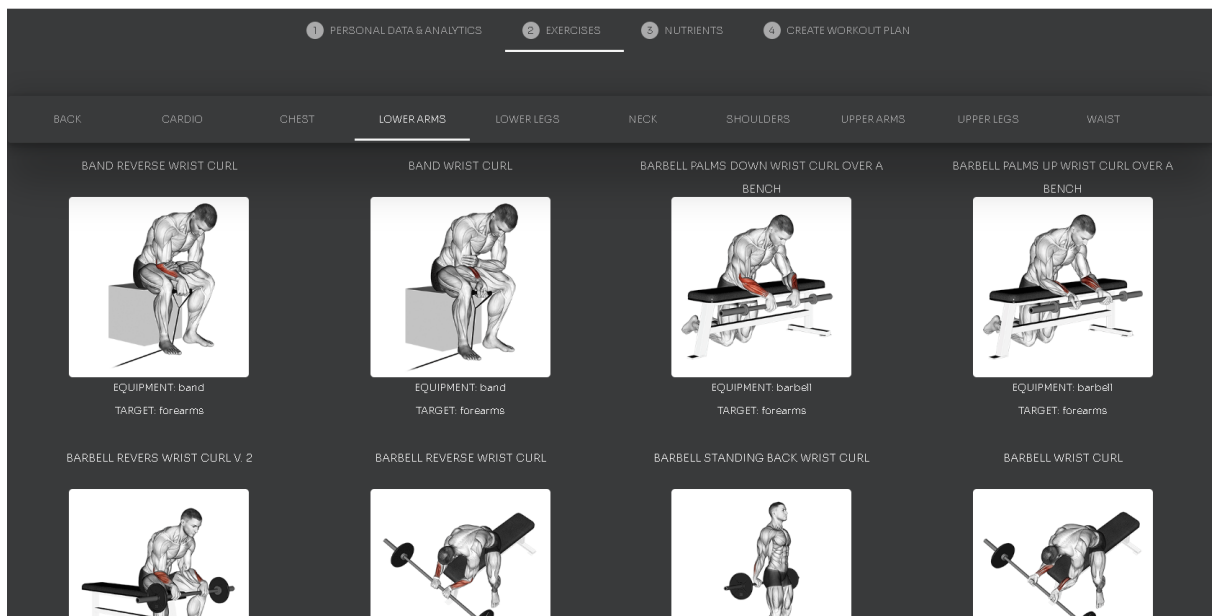 1 PERSONAL DATA & ANALYTICS 2 EXERCISES 3 NUTRIENTS 4 CREATE WORKOUT PLAN
BACK CARDIO CHEST LOWER ARMS LOWER LEGS NECK SHOULDERS UPPER ARMS UPPER LEGS WAIST
BAND REVERSE WRIST CURL
EQUIPMENT: band
TARGET: forearms
BAND WRIST CURL
EQUIPMENT: band
TARGET: forearms
BARBELL PALMS DOWN WRIST CURL OVER A
BENCH
EQUIPMENT: barbell
TARGET: forearms
BARBELL PALMS UP WRIST CURL OVER A
BENCH
EQUIPMENT: barbell
TARGET: forearms
BARBELL REVERS WRIST CURL V. 2
BARBELL REVERSE WRIST CURL
BARBELL STANDING BACK WRIST CURL
BARBELL WRIST CURL